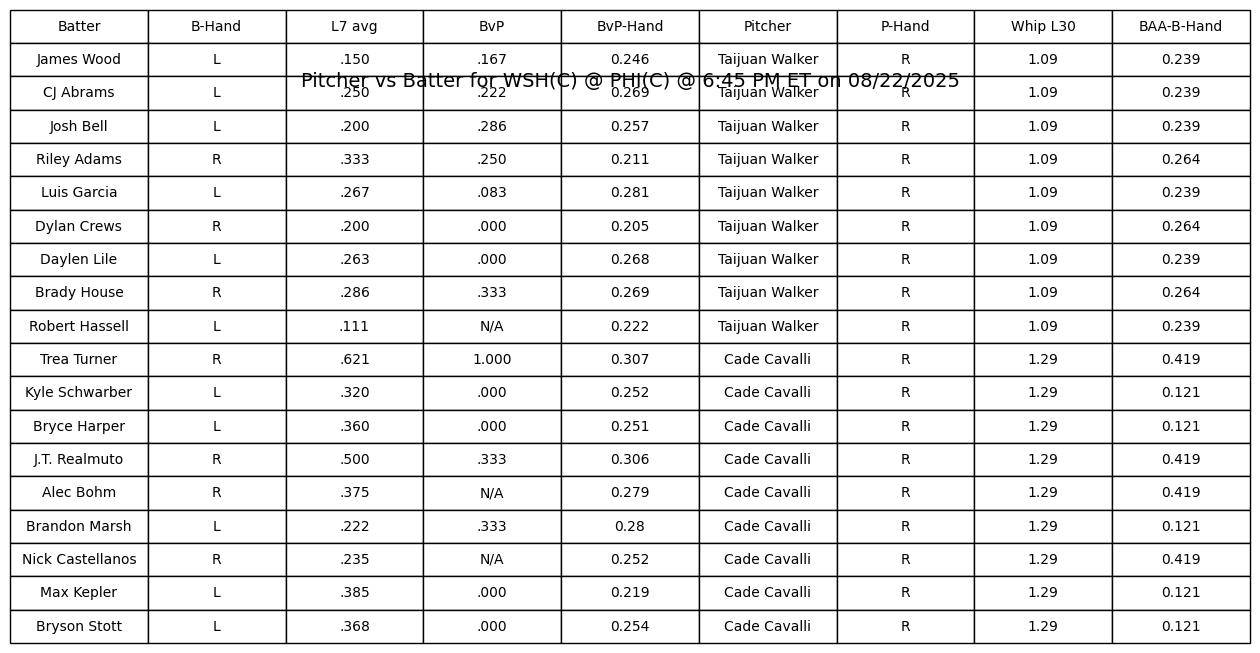 Batter B-Hand L7 avg BvP BvP-Hand Pitcher P-Hand Whip L30 BAA-B-Hand
James Wood L .150 .167 0.246 Taijuan Walker R 1.09 0.239
Pitcher vs Batter for WSH(C) @ PHI(C) @ 6:45 PM ET on 08/22/2025
CJ Abrams L .250 .222 0.269 Taijuan Walker R 1.09 0.239
Josh Bell L .200 .286 0.257 Taijuan Walker R 1.09 0.239
Riley Adams R .333 .250 0.211 Taijuan Walker R 1.09 0.264
Luis Garcia L .267 .083 0.281 Taijuan Walker R 1.09 0.239
Dylan Crews R .200 .000 0.205 Taijuan Walker R 1.09 0.264
Daylen Lile L .263 .000 0.268 Taijuan Walker R 1.09 0.239
Brady House R .286 .333 0.269 Taijuan Walker R 1.09 0.264
Robert Hassell L .111 N/A 0.222 Taijuan Walker R 1.09 0.239
Trea Turner R .621 1.000 0.307 Cade Cavalli R 1.29 0.419
Kyle Schwarber L .320 .000 0.252 Cade Cavalli R 1.29 0.121
Bryce Harper L .360 .000 0.251 Cade Cavalli R 1.29 0.121
J.T. Realmuto R .500 .333 0.306 Cade Cavalli R 1.29 0.419
Alec Bohm R .375 N/A 0.279 Cade Cavalli R 1.29 0.419
Brandon Marsh L .222 .333 0.28 Cade Cavalli R 1.29 0.121
Nick Castellanos R .235 N/A 0.252 Cade Cavalli R 1.29 0.419
Max Kepler L .385 .000 0.219 Cade Cavalli R 1.29 0.121
Bryson Stott L .368 .000 0.254 Cade Cavalli R 1.29 0.121